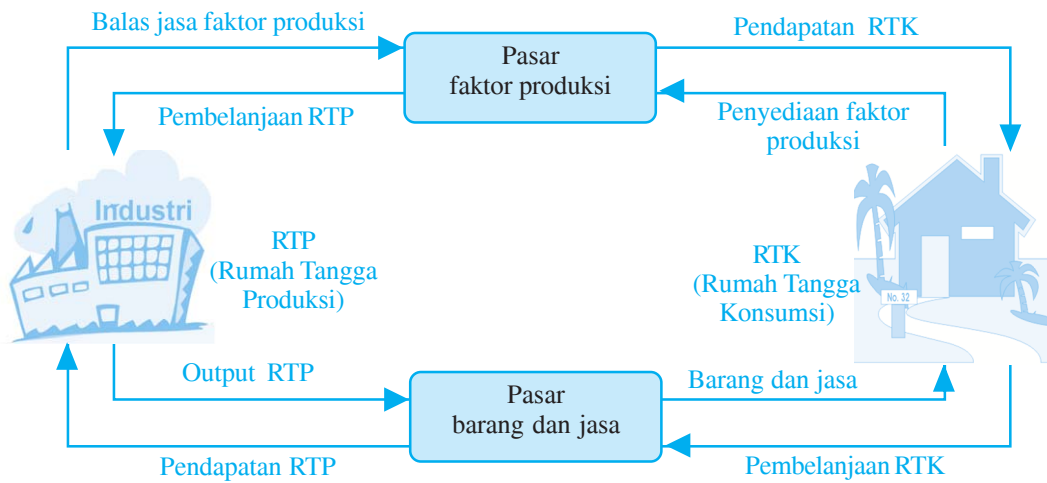 Balas jasa faktor produksi
Pendapatan RTK
Pasar
faktor produksi
Pembelanjaan RTP
Penyediaan faktor
produksi
Industri
RTP
(Rumah Tangga
Produksi)
RTK
(Rumah Tangga
Konsumsi)
No. 32
Output RTP
Pasar
barang dan jasa
Barang dan jasa
Pendapatan RTP
Pembelanjaan RTK